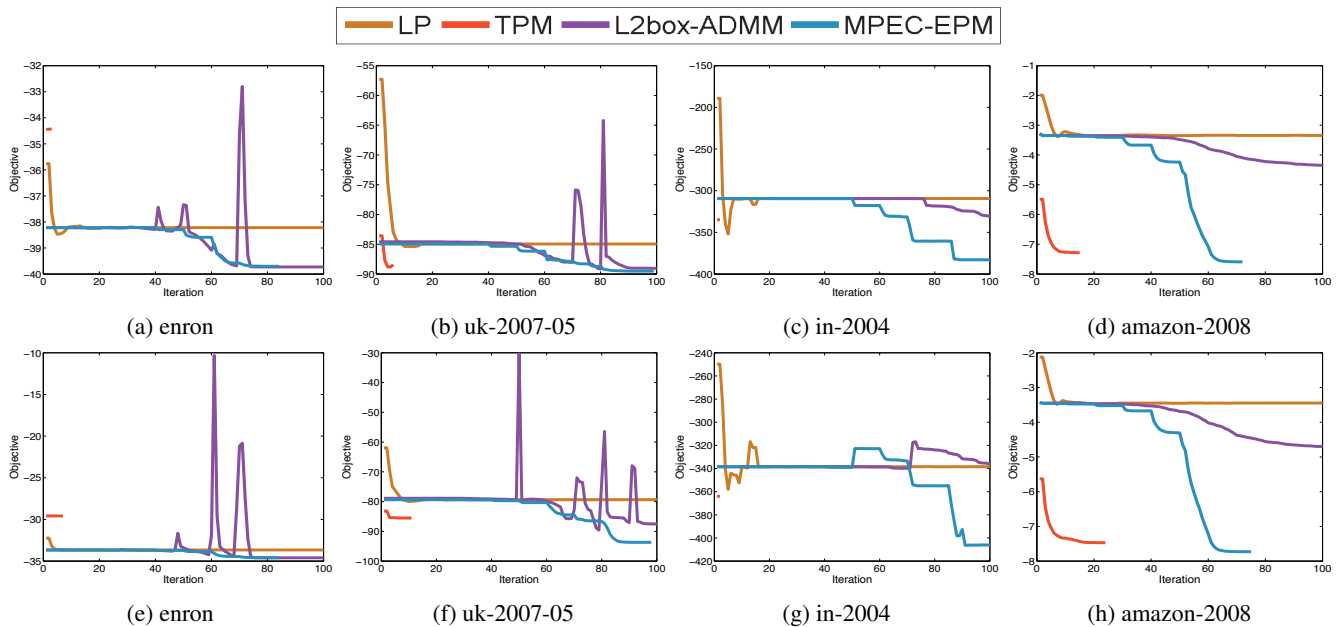 LP TPM L2box-ADMM MPEC-EPM
Objective
−32
−33
−34
−35
−36
−37
−38
−39
−40
0 20 40 60 80 100
Iteration
(a) enron
Objective
−55
−60
−65
−70
−75
−80
−85
−90
0 20 40 60 80 100
Iteration
(b) uk-2007-05
Objective
−150
−200
−250
−300
−350
−400
0 20 40 60 80 100
Iteration
(c) in-2004
Objective
−1
−2
−3
−4
−5
−6
−7
−8
0 20 40 60 80 100
Iteration
(d) amazon-2008
Objective
−10
−15
−20
−25
−30
−35
0 20 40 60 80 100
Iteration
(e) enron
Objective
−30
−40
−50
−60
−70
−80
−90
−100
0 20 40 60 80 100
Iteration
(f) uk-2007-05
Objective
−240
−260
−280
−300
−320
−340
−360
−380
−400
−420
0 20 40 60 80 100
Iteration
(g) in-2004
Objective
−2
−3
−4
−5
−6
−7
−8
0 20 40 60 80 100
Iteration
(h) amazon-2008